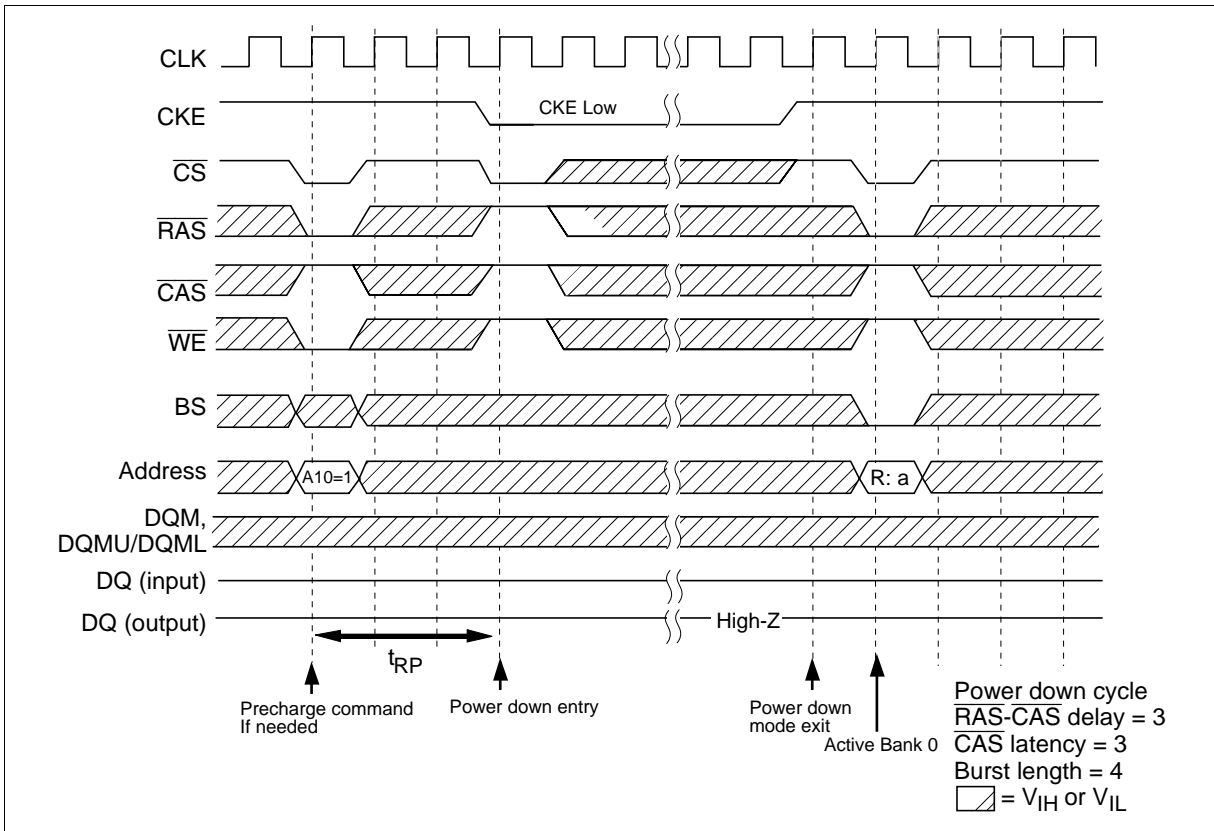 CLK
CKE
CKE Low
CS
RAS
CAS
WE
BS
Address
A10=1
R: a
DQM,
DQMU/DQML
DQ (input)
DQ (output)
High-Z
tRP
Precharge command
If needed
Power down entry
Power down
mode exit
Active Bank 0
Power down cycle
RAS-CAS delay = 3
CAS latency = 3
Burst length = 4
= VIH or VIL